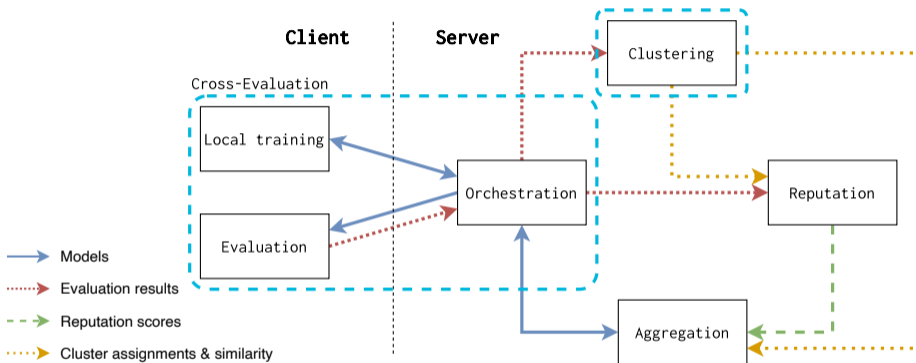 Client
Server
Clustering
Cross-Evaluation
Local training
Orchestration
Reputation
Evaluation
Models
Evaluation results
Reputation scores
Aggregation
Cluster assignments & similarity